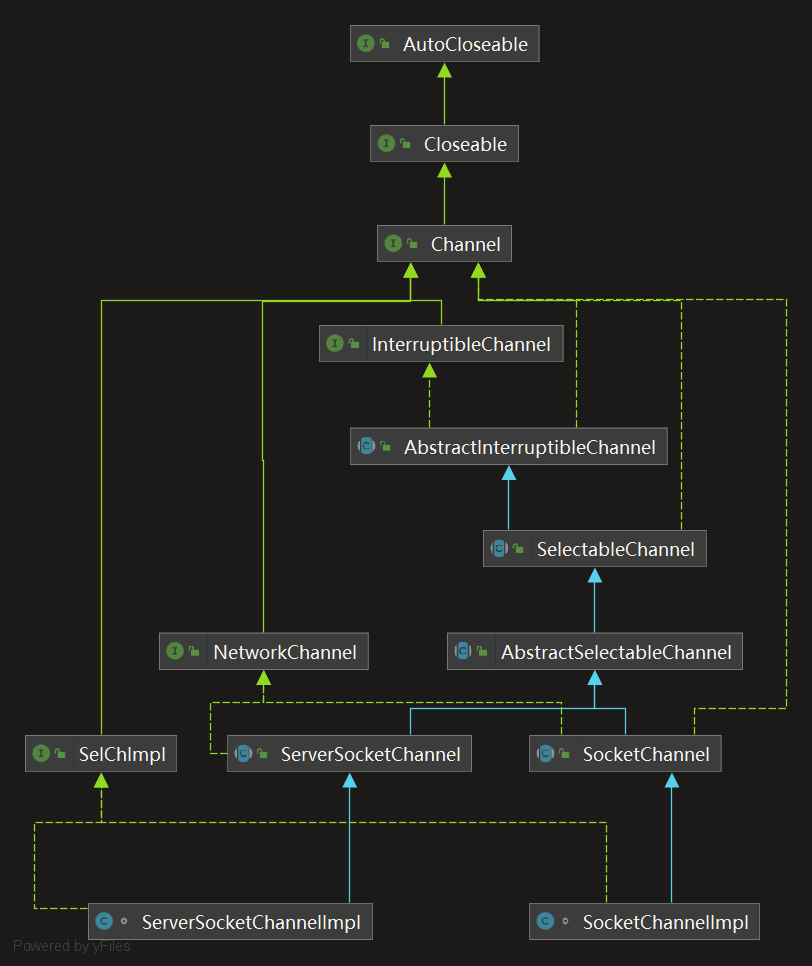 AutoCloseable
Closeable
Channel
InterruptibleChannel
AbstractInterruptibleChannel
SelectableChannel
NetworkChannel
AbstractSelectableChannel
SelChImpl
ServerSocketChannel
SocketChannel
ServerSocketChannelImpl
SocketChannelImpl
Powered by yFiles